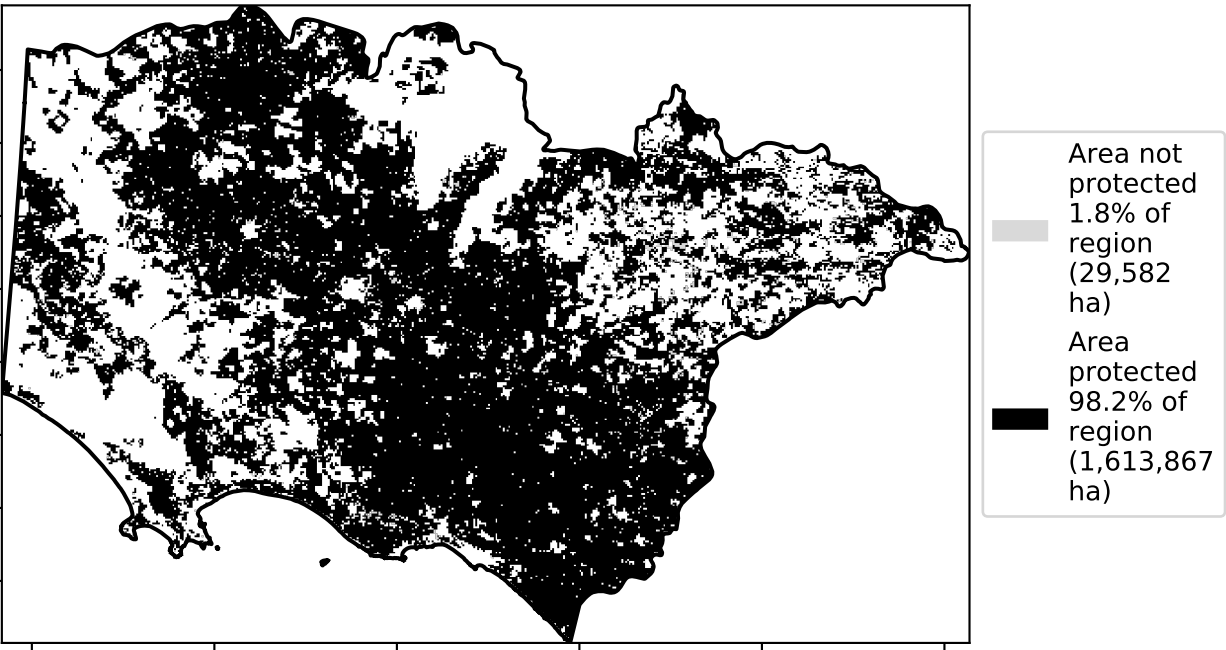 Area not
protected
1.8% of
region
(29,582
ha)
Area
protected
98.2% of
region
(1,613,867
ha)